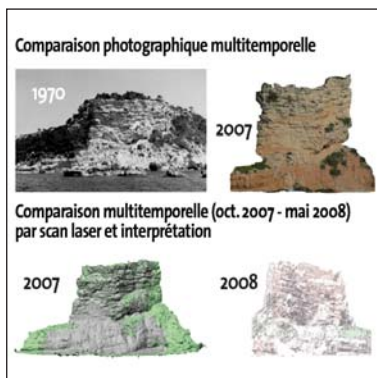 Comparaison photographique multitemporelle
1970
2007
Comparaison multitemporelle (oct. 2007 - mai 2008)
par scan laser et interprétation
2007
2008